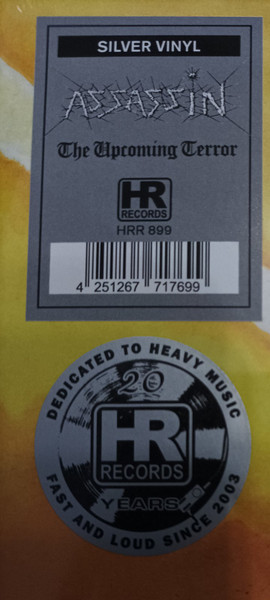 SILVER VINYL
ASSASSIN
The Upcoming Terror
HR
RECORDS
HRR 899
4 251267 717699
DEDICATED TO HEAVY MUSIC
20
HR
RECORDS
YEARS
FAST AND LOUD SINCE 2003